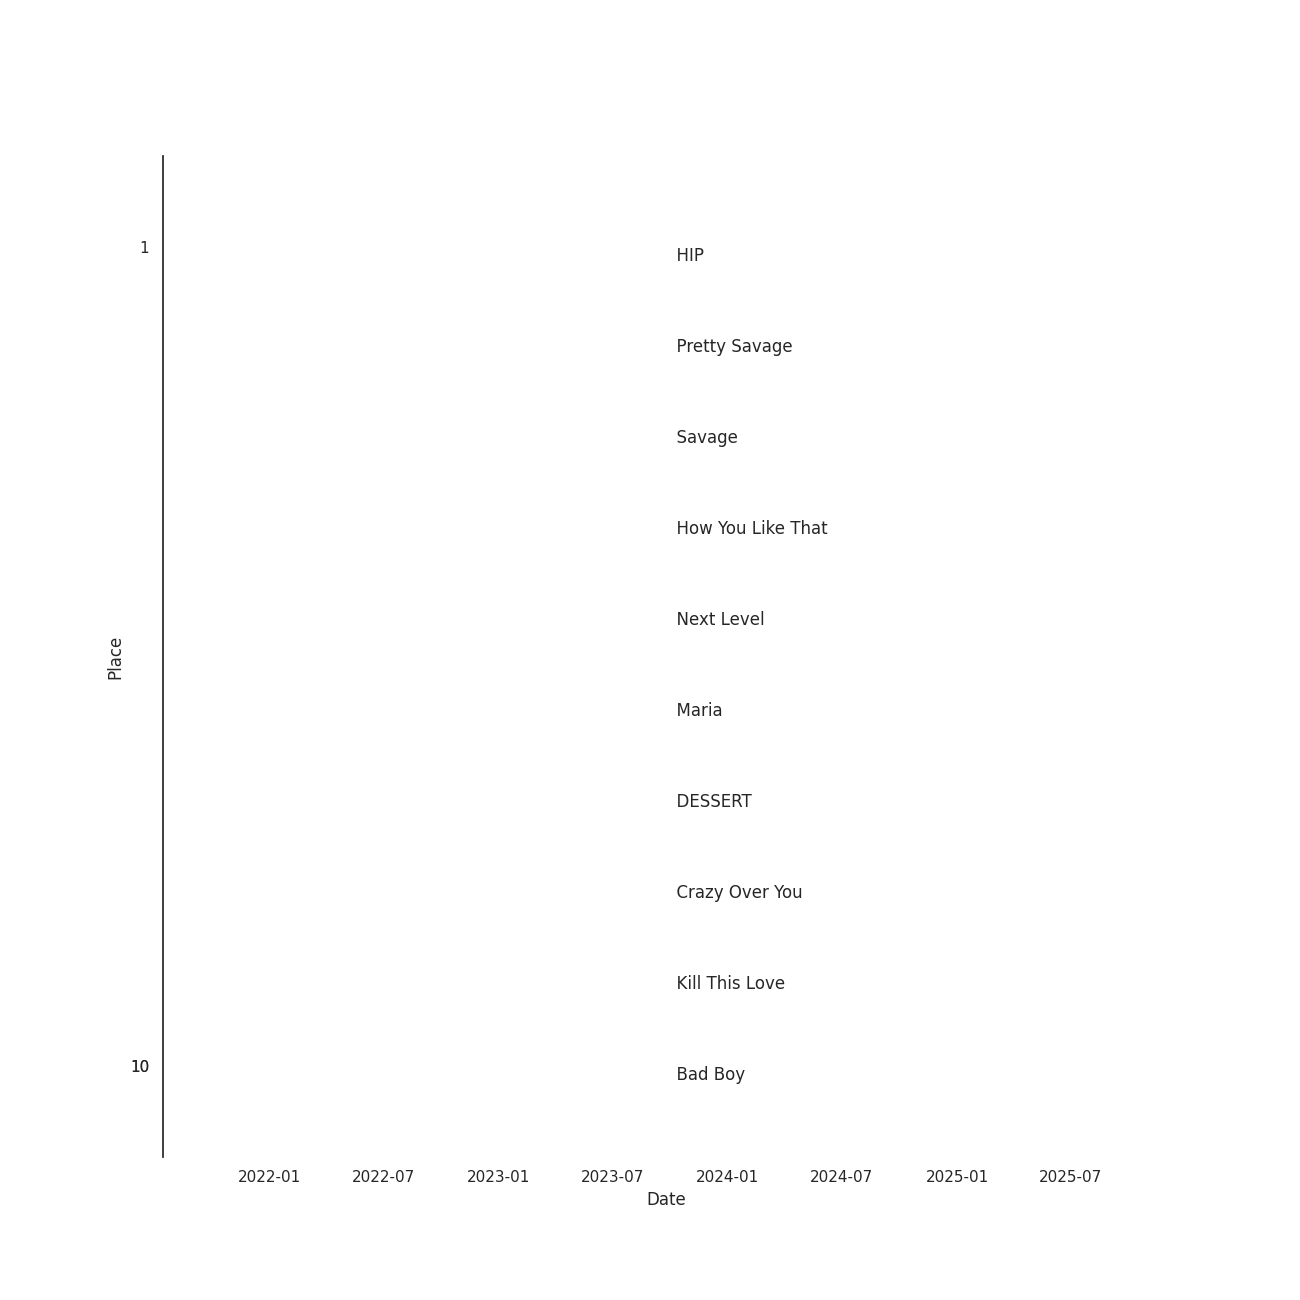 1
HIP
Pretty Savage
Savage
How You Like That
Next Level
Place
Maria
DESSERT
Crazy Over You
Kill This Love
10
Bad Boy
2022-01 2022-07 2023-01 2023-07 2024-01 2024-07 2025-01 2025-07
Date